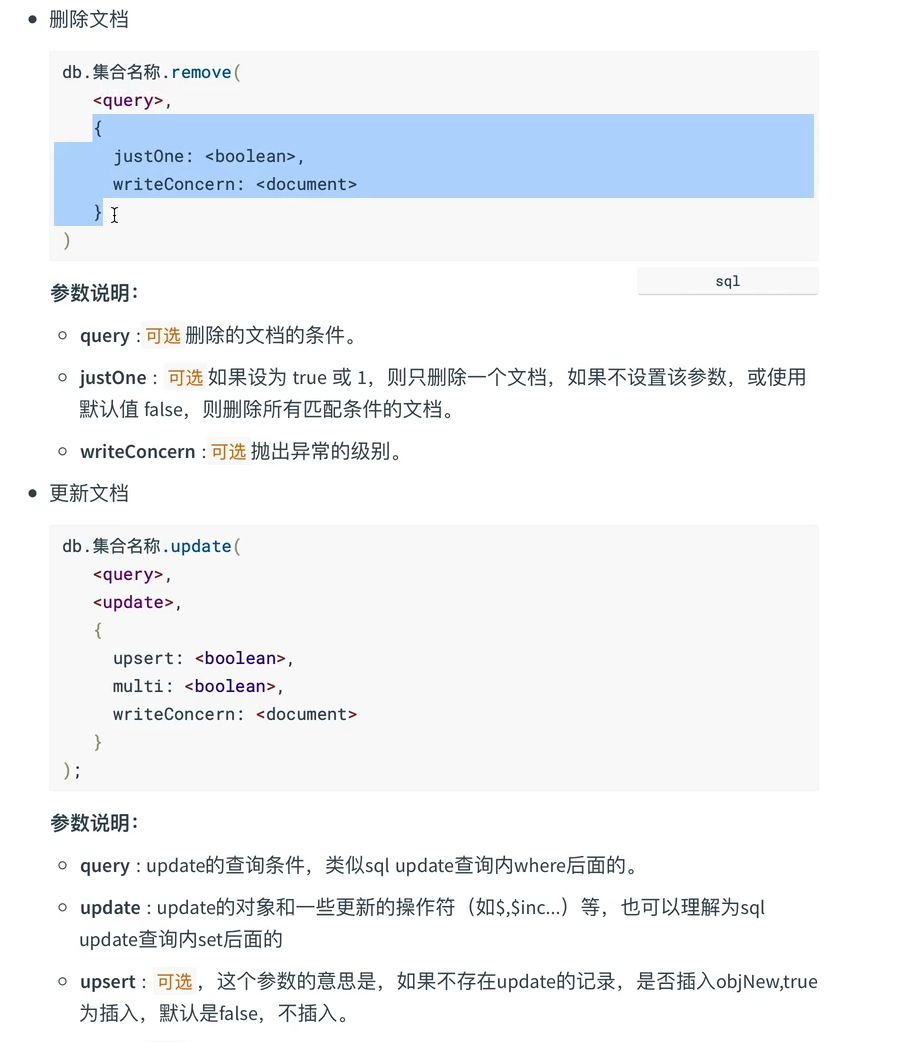 删除文档
db.集合名称.remove(
<query>,
{
justOne: <boolean>,
writeConcern: <document>
}
)
sql
参数说明：
query :可选删除的文档的条件。
justOne : 可选如果设为 true 或 1，则只删除一个文档，如果不设置该参数，或使用
默认值 false，则删除所有匹配条件的文档。
writeConcern :可选抛出异常的级别。
更新文档
db.集合名称.update(
<query>,
<update>,
{
upsert: <boolean>,
multi: <boolean>,
writeConcern: <document>
}
);
参数说明：
query : update的查询条件，类似sql update查询内where后面的。
update : update的对象和一些更新的操作符（如$,$inc...）等，也可以理解为sql
update查询内set后面的
upsert : 可选，这个参数的意思是，如果不存在update的记录，是否插入objNew,true
为插入，默认是false，不插入。